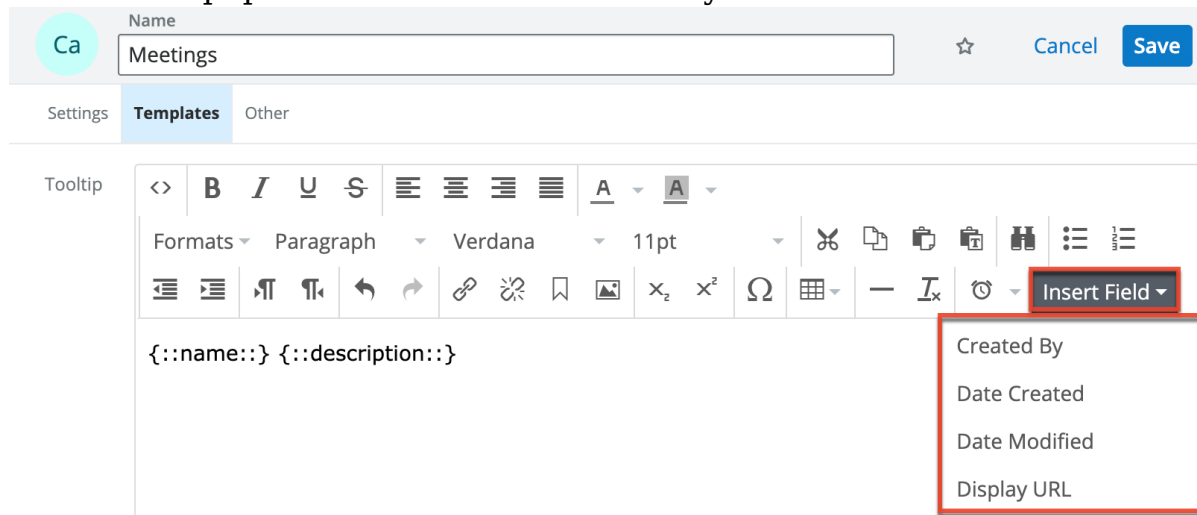 Name
Ca
Meetings
Cancel
Save
Settings Templates Other
Tooltip
B I U S A A
Formats Paragraph Verdana 11pt
Insert Field
{::name::} {::description::}
Created By
Date Created
Date Modified
Display URL